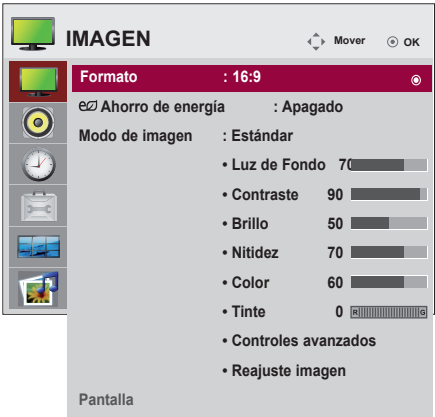 IMAGEN
Mover
OK
Formato : 16:9
Ahorro de energía : Apagado
Modo de imagen : Estándar
• Luz de Fondo 70
• Contraste 90
• Brillo 50
• Nitidez 70
• Color 60
• Tinte 0 R G
• Controles avanzados
• Reajuste imagen
Pantalla